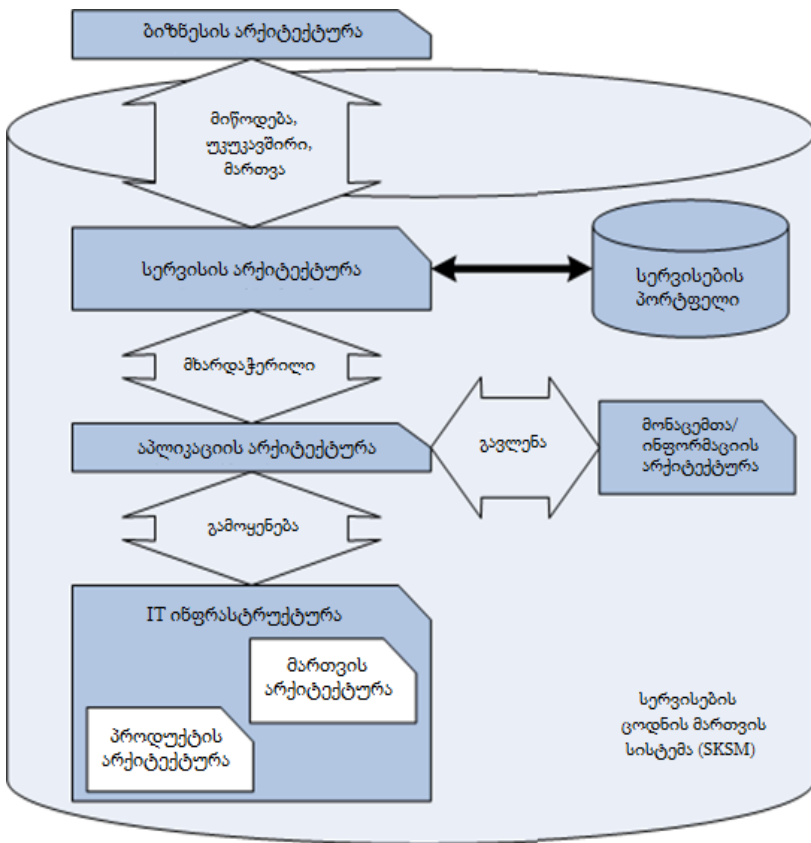 ბიზნესის არქიტექტურა
მიწოდება,
უკუკავშირი,
მართვა
სერვისის არქიტექტურა
სერვისების
პორტფელი
მხარდაჭერილი
აპლიკაციის არქიტექტურა
გავლენა
მონაცემთა/
ინფორმაციის
არქიტექტურა
გამოყენება
IT ინფრასტრუქტურა
მართვის
არქიტექტურა
პროდუქტის
არქიტექტურა
სერვისების
ცოდნის მართვის
სისტემა (SKSM)